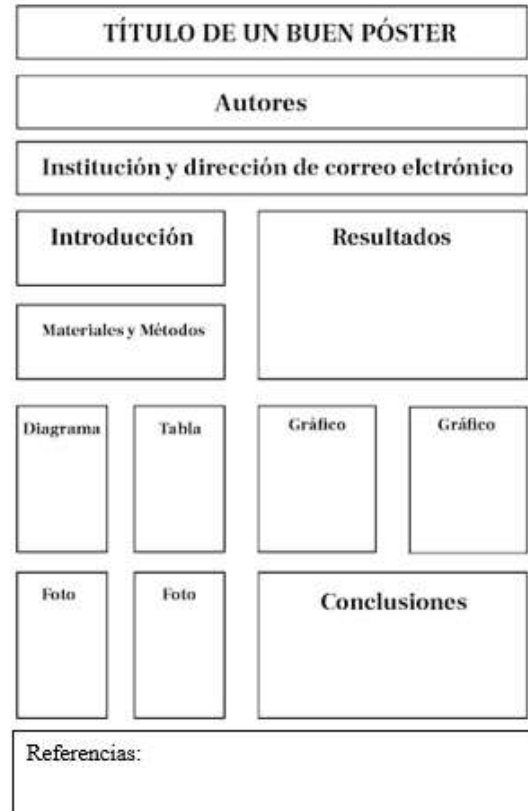 TÍTULO DE UN BUEN PÓSTER
Autores
Institución y dirección de correo elctrónico
Introducción
Resultados
Materiales y Métodos
Diagrama
Tabla
Gráfico
Gráfico
Foto
Foto
Conclusiones
Referencias: